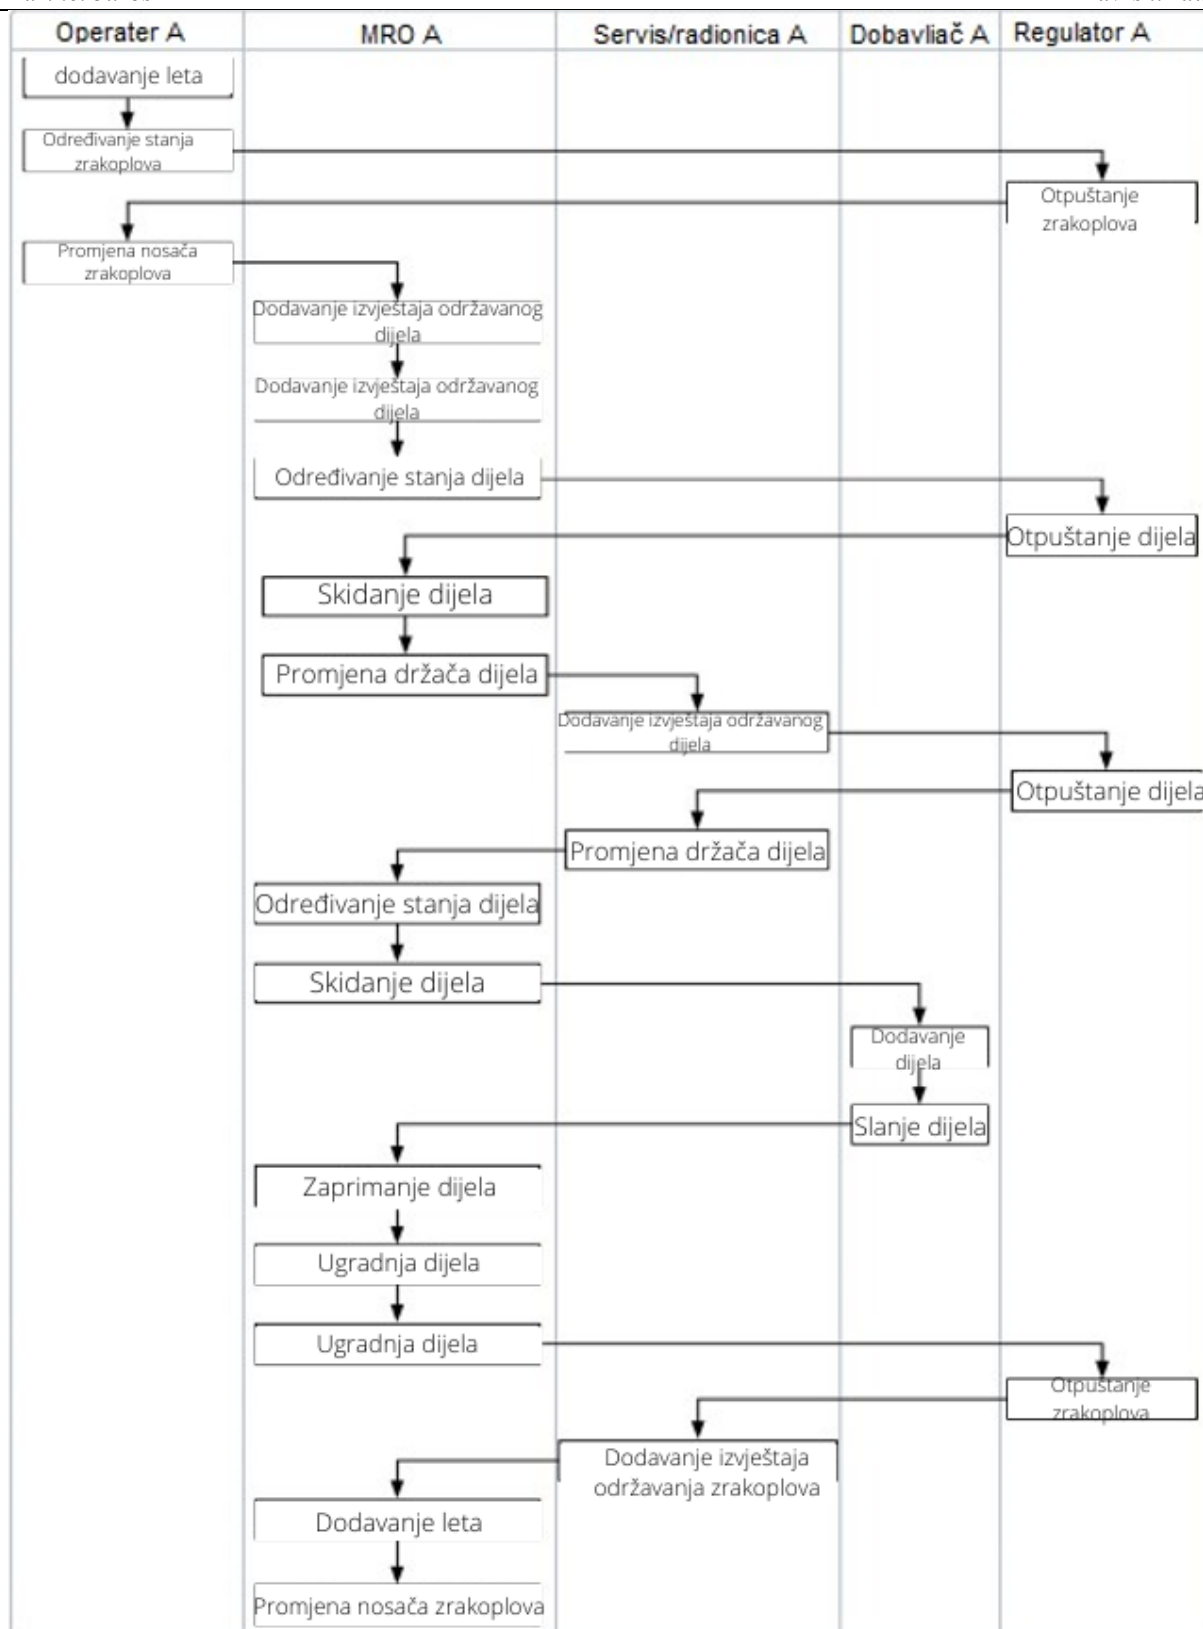 Operater A
MRO A
Servis/radionica A
Dobavliač A
Regulator A
dodavanje leta
Određivanje stanja
zrakoplova
Otpuštanje
zrakoplova
Promjena nosača
zrakoplova
Dodavanje izvještaja održavanog
dijela
Dodavanje izvještaja održavanog
dijela
Određivanje stanja dijela
Otpuštanje dijela
Skidanje dijela
Promjena držača dijela
Dodavanje izvještaja održavanog
dijela
Otpuštanje dijela
Promjena držača dijela
Određivanje stanja dijela
Skidanje dijela
Dodavanje
dijela
Slanje dijela
Zaprimanje dijela
Ugradnja dijela
Ugradnja dijela
Otpuštanje
zrakoplova
Dodavanje izvještaja
održavanja zrakoplova
Dodavanje leta
Promjena nosača zrakoplova